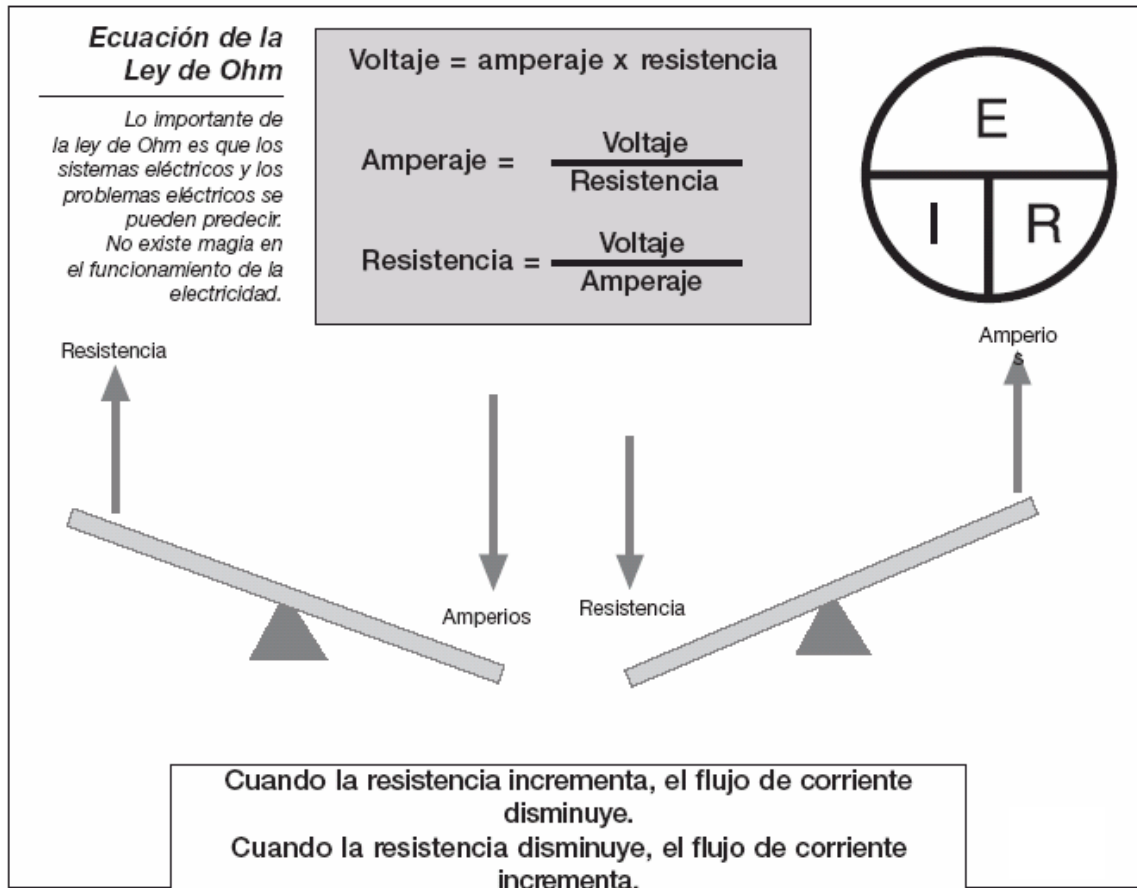 Ecuación de la
Ley de Ohm
Lo importante de
la ley de Ohm es que los
sistemas eléctricos y los
problemas eléctricos se
pueden predecir.
No existe magia en
el funcionamiento de la
electricidad.
Voltaje = amperaje x resistencia
Amperaje = Voltaje
Resistencia
Resistencia = Voltaje
Amperaje
E
I R
Resistencia
Amperios
Resistencia
Amperio
s
Cuando la resistencia incrementa, el flujo de corriente
disminuye.
Cuando la resistencia disminuye, el flujo de corriente
incrementa.